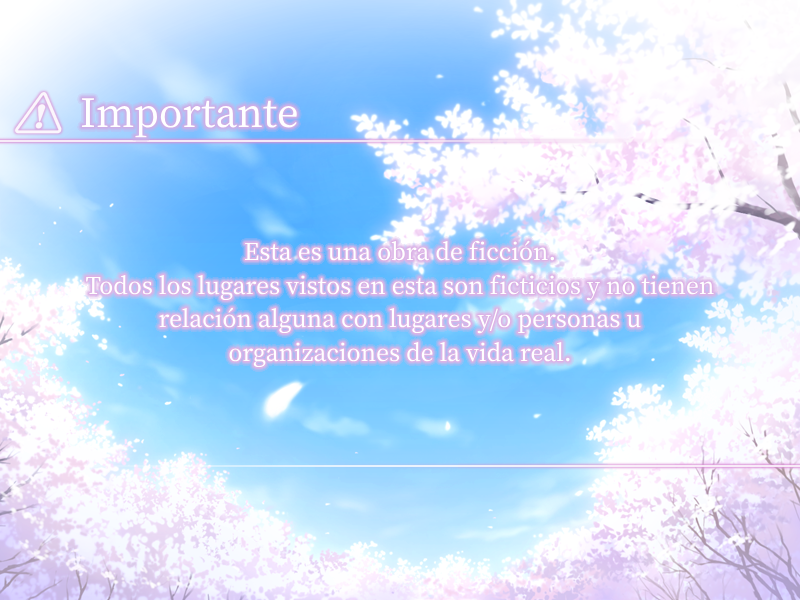 Importante
Esta es una obra de ficción.
Todos los lugares vistos en esta son ficticios y no tienen
relación alguna con lugares y/o personas u
organizaciones de la vida real.